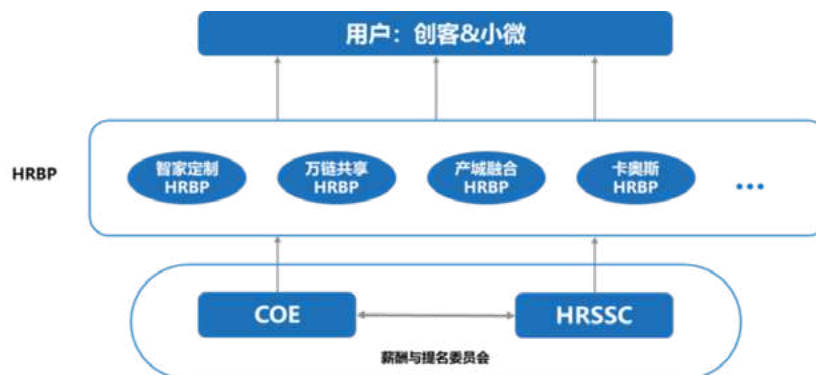 用户：创客&小微
HRBP
智家定制
HRBP
万链共享
HRBP
产城融合
HRBP
卡奥斯
HRBP
...
COE
HRSSC
薪酬与提名委员会